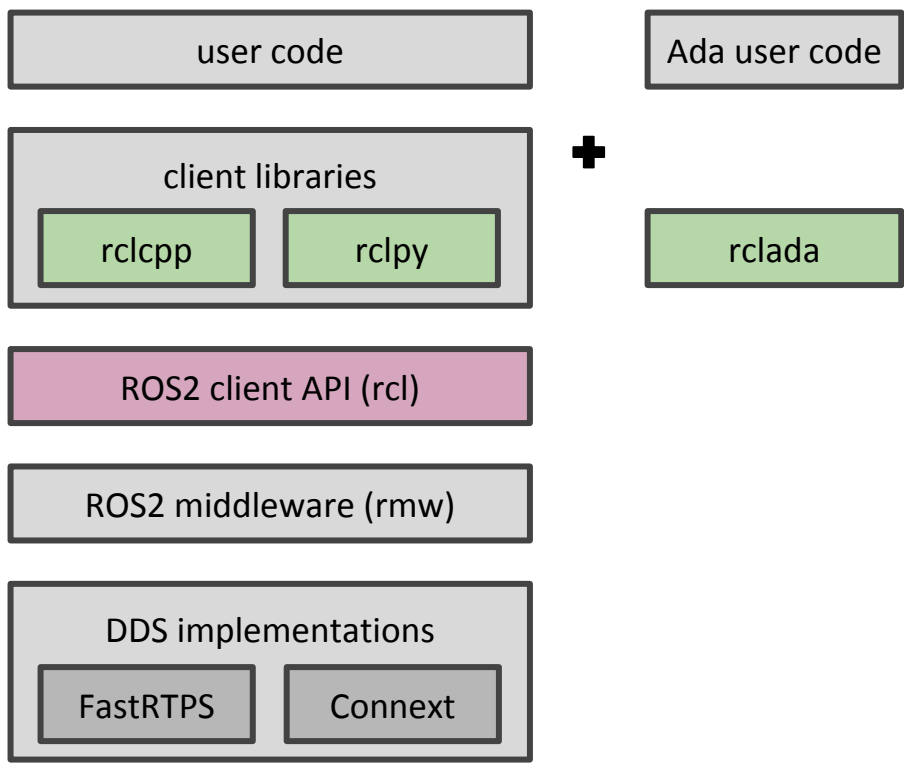 user code
Ada user code
client libraries
rclcpp
rclpy
rclada
ROS2 client API (rcl)
ROS2 middleware (rmw)
DDS implementations
FastRTPS
Connext